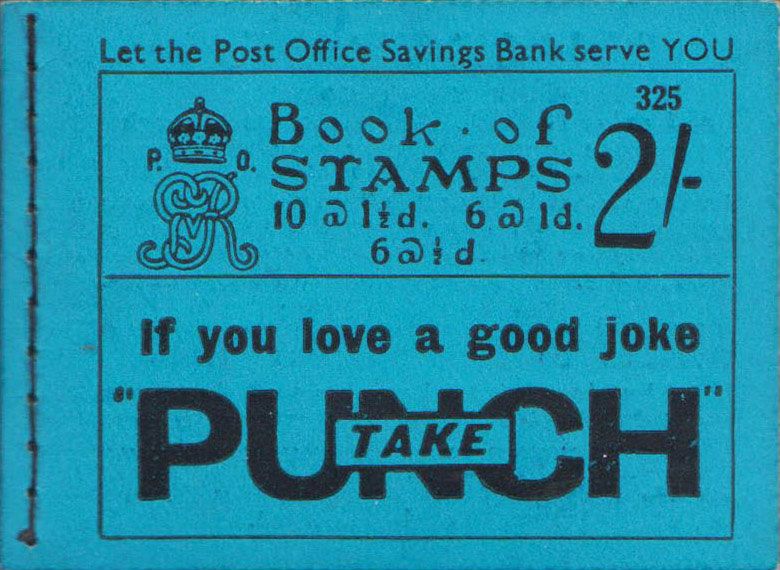 Let the Post Office Savings Bank serve YOU
325
P. O.
Book · of
STAMPS
2/-
10 @ 1½d. 6 @ 1d.
6 @ ½d
If you love a good joke
"PUNCH"
TAKE